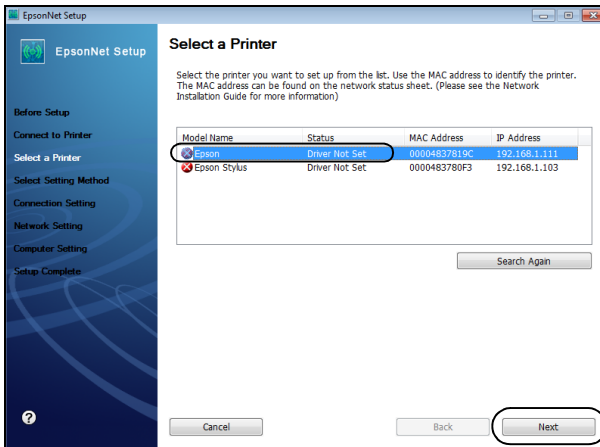 EpsonNet Setup
EpsonNet Setup
Select a Printer
Select the printer you want to set up from the list. Use the MAC address to identify the printer.
The MAC address can be found on the network status sheet. (Please see the Network
Installation Guide for more information)
Before Setup
Connect to Printer
Select a Printer
Select Setting Method
Connection Setting
Network Setting
Computer Setting
Setup Complete
Model Name Status MAC Address IP Address
Epson Driver Not Set 00004837819C 192.168.1.111
Epson Stylus Driver Not Set 0000483780F3 192.168.1.103
Search Again
?
Cancel Back Next